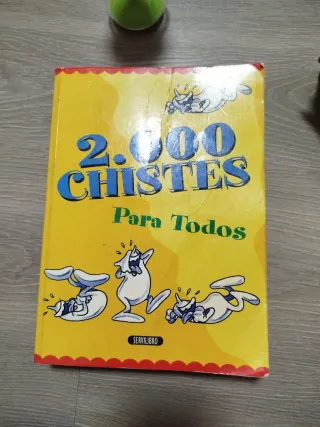 2.000
CHISTES
Para Todos
SERVILIBRO